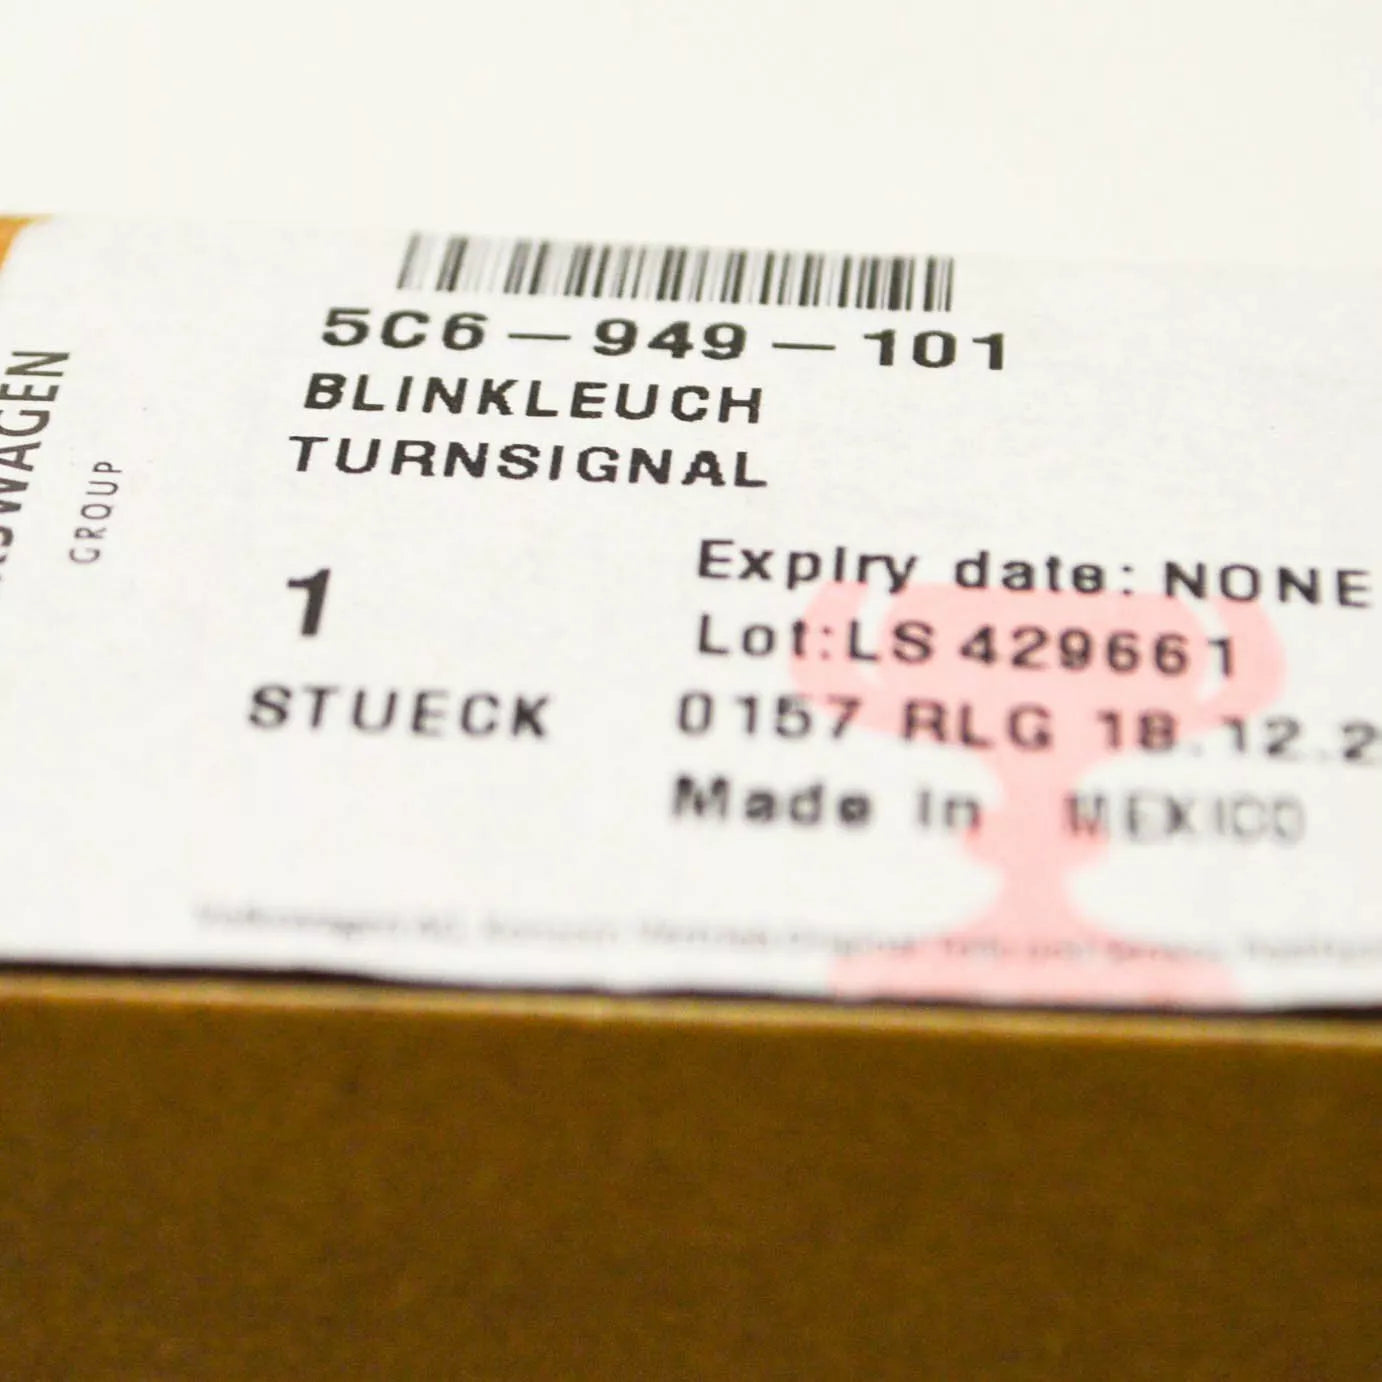 5C6-949-101
BLINKLEUCH
TURNSIGNAL
GROUP
1
STUECK
Expiry date: NONE
Lot:LS 429661
0157 RLG 18.12.2
Made in MEXICO